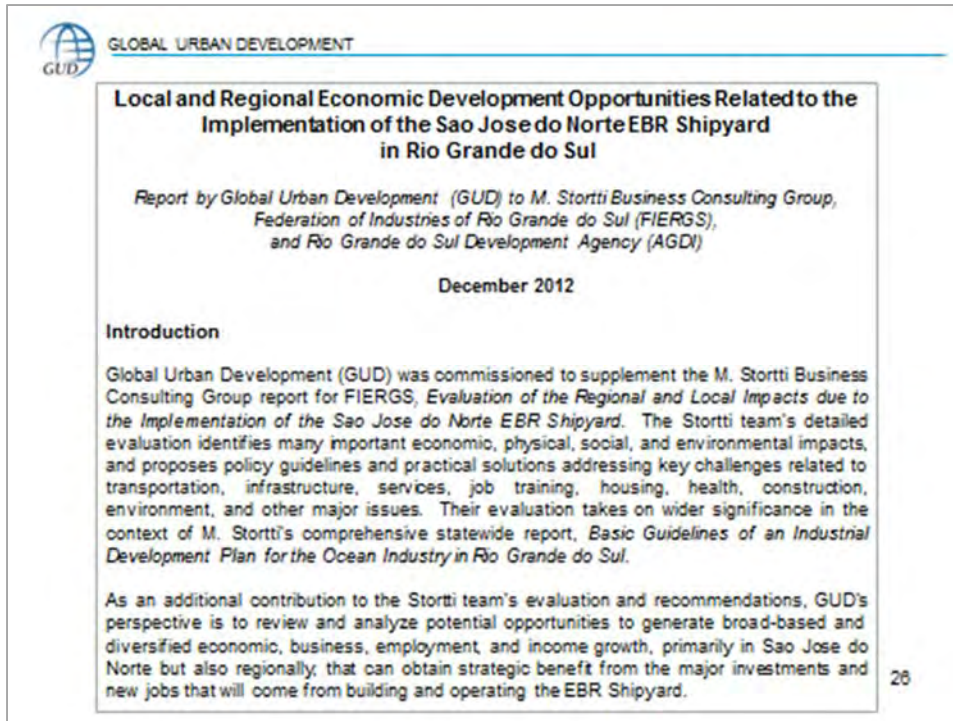 GUD
GLOBAL URBAN DEVELOPMENT
Local and Regional Economic Development Opportunities Related to the
Implementation of the Sao Jose do Norte EBR Shipyard
in Rio Grande do Sul
Report by Global Urban Development (GUD) to M. Stortti Business Consulting Group,
Federation of Industries of Rio Grande do Sul (FIERGS),
and Rio Grande do Sul Development Agency (AGDI)
December 2012
Introduction
Global Urban Development (GUD) was commissioned to supplement the M. Stortti Business
Consulting Group report for FIERGS, Evaluation of the Regional and Local Impacts due to
the Implementation of the Sao Jose do Norte EBR Shipyard. The Stortti team's detailed
evaluation identifies many important economic, physical, social, and environmental impacts,
and proposes policy guidelines and practical solutions addressing key challenges related to
transportation, infrastructure, services, job training, housing, health, construction,
environment, and other major issues. Their evaluation takes on wider significance in the
context of M. Stortti's comprehensive statewide report, Basic Guidelines of an Industrial
Development Plan for the Ocean Industry in Rio Grande do Sul.
As an additional contribution to the Stortti team's evaluation and recommendations, GUD's
perspective is to review and analyze potential opportunities to generate broad-based and
diversified economic, business, employment, and income growth, primarily in Sao Jose do
Norte but also regionally, that can obtain strategic benefit from the major investments and
new jobs that will come from building and operating the EBR Shipyard.
26